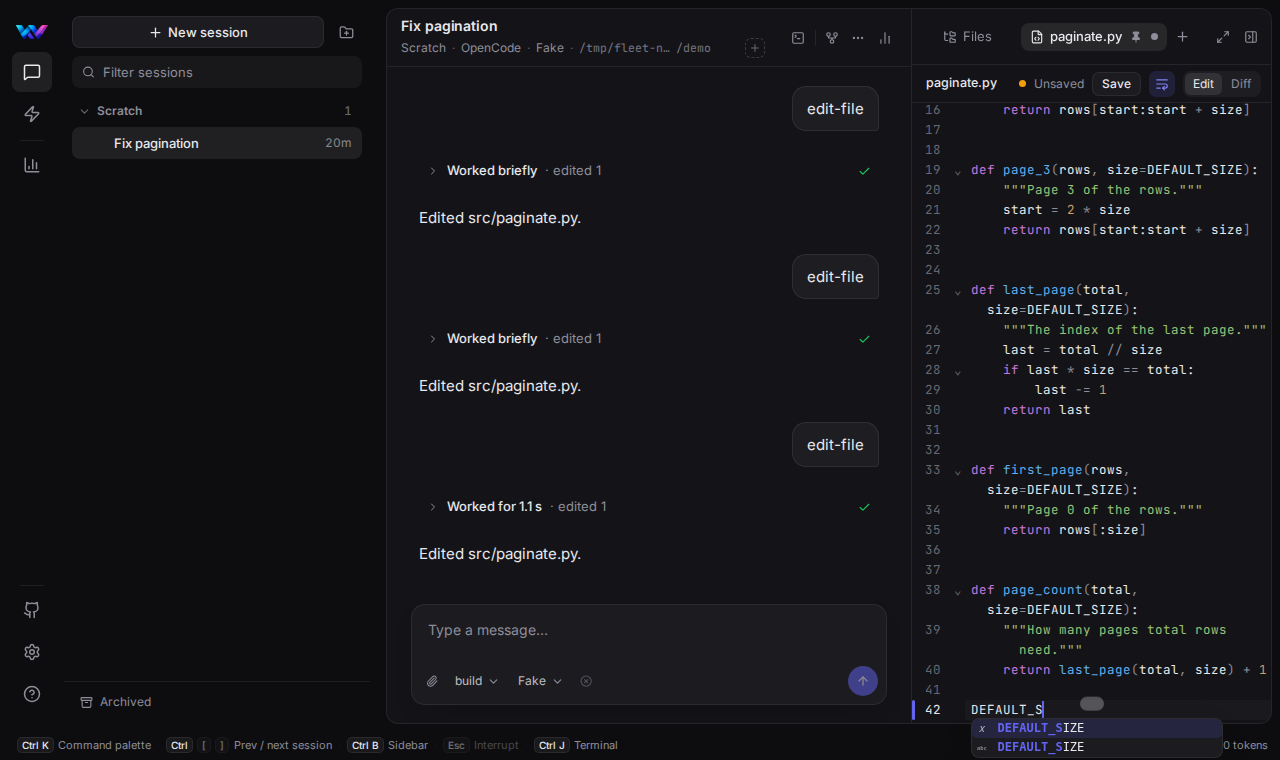 New session
Filter sessions
Scratch 1
Fix pagination 20m
Archived
Fix pagination
Scratch · OpenCode · Fake · /tmp/fleet-n… /demo
edit-file
Worked briefly · edited 1
Edited src/paginate.py.
edit-file
Worked briefly · edited 1
Edited src/paginate.py.
edit-file
Worked for 1.1 s · edited 1
Edited src/paginate.py.
Type a message...
build Fake
Files paginate.py
paginate.py Unsaved Save Edit Diff
16 return rows[start:start + size]
17
18
19 def page_3(rows, size=DEFAULT_SIZE):
20 """Page 3 of the rows."""
21 start = 2 * size
22 return rows[start:start + size]
23
24
25 def last_page(total,
size=DEFAULT_SIZE):
26 """The index of the last page."""
27 last = total // size
28 if last * size == total:
29 last -= 1
30 return last
31
32
33 def first_page(rows,
size=DEFAULT_SIZE):
34 """Page 0 of the rows."""
35 return rows[:size]
36
37
38 def page_count(total,
size=DEFAULT_SIZE):
39 """How many pages total rows
need."""
40 return last_page(total, size) + 1
41
42 DEFAULT_S
x DEFAULT_SIZE
abc DEFAULT_SIZE
Ctrl K Command palette Ctrl [ ] Prev / next session Ctrl B Sidebar Esc Interrupt Ctrl J Terminal 0 tokens